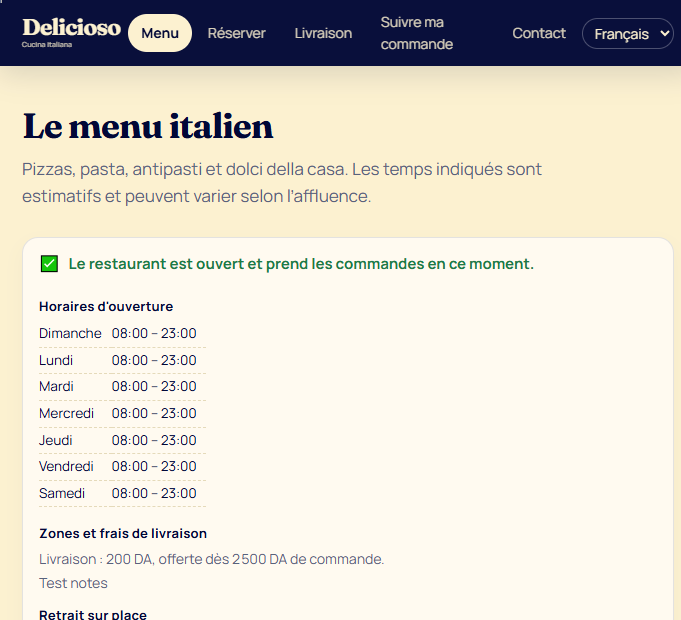 Delicioso
Cucina Italiana
Menu
Réserver
Livraison
Suivre ma
commande
Contact
Français
Le menu italien
Pizzas, pasta, antipasti et dolci della casa. Les temps indiqués sont
estimatifs et peuvent varier selon l'affluence.
Le restaurant est ouvert et prend les commandes en ce moment.
Horaires d'ouverture
Dimanche 08:00 – 23:00
Lundi 08:00 – 23:00
Mardi 08:00 – 23:00
Mercredi 08:00 – 23:00
Jeudi 08:00 – 23:00
Vendredi 08:00 – 23:00
Samedi 08:00 – 23:00
Zones et frais de livraison
Livraison : 200 DA, offerte dès 2500 DA de commande.
Test notes
Retrait sur place